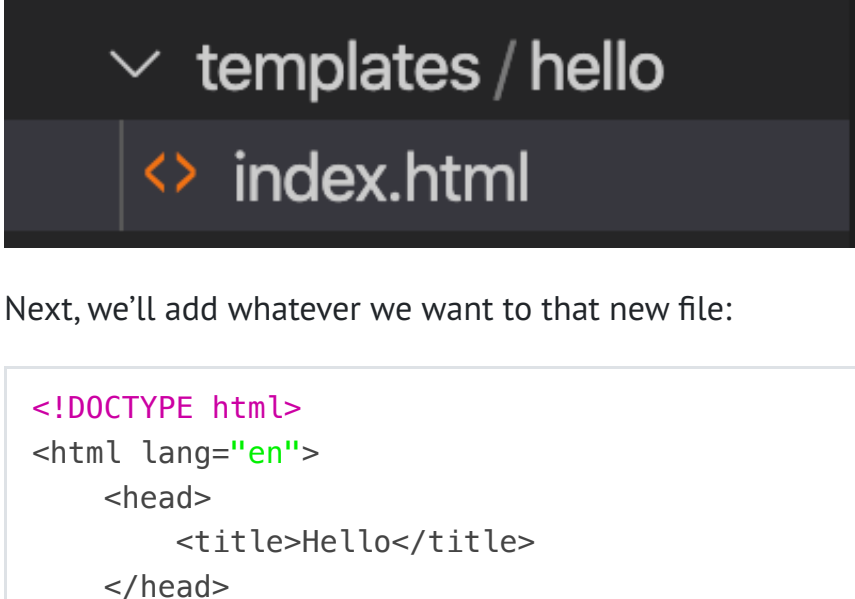 templates / hello
<> index.html
Next, we’ll add whatever we want to that new file:
<!DOCTYPE html>
<html lang="en">
    <head>
        <title>Hello</title>
    </head>